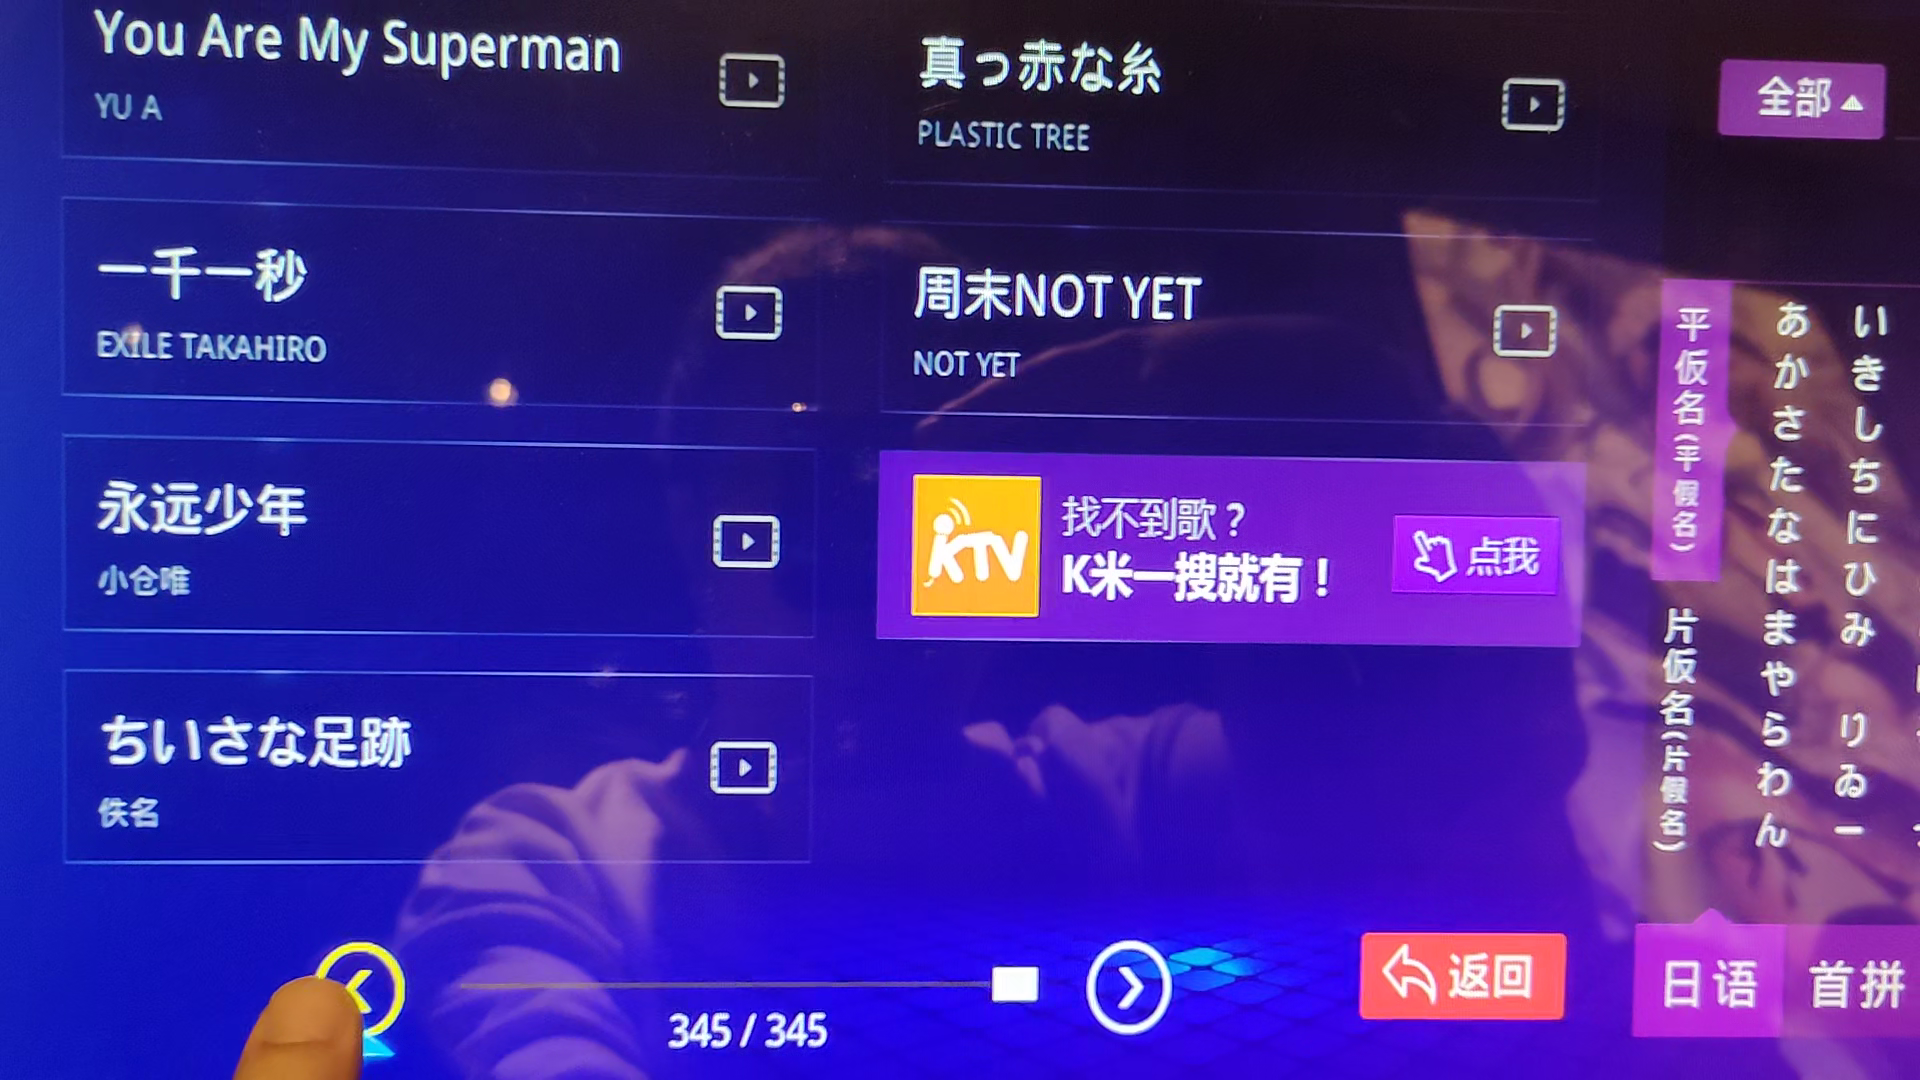 You Are My Superman
YU A
真っ赤な糸
PLASTIC TREE
全部
一千一秒
EXILE TAKAHIRO
周末NOT YET
NOT YET
永远少年
小仓唯
KTV
找不到歌？
K米一搜就有！
点我
ちいさな足跡
佚名
平仮名(平假名)
片仮名(片假名)
あかさたなはまやらわん
いきしちにひみ りゐー
345 / 345
返回
日语
首拼